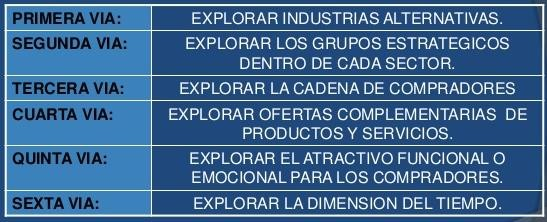 PRIMERA VIA: EXPLORAR INDUSTRIAS ALTERNATIVAS.
SEGUNDA VIA: EXPLORAR LOS GRUPOS ESTRATEGICOS
DENTRO DE CADA SECTOR.
TERCERA VIA: EXPLORAR LA CADENA DE COMPRADORES
CUARTA VIA: EXPLORAR OFERTAS COMPLEMENTARIAS DE
PRODUCTOS Y SERVICIOS.
QUINTA VIA: EXPLORAR EL ATRACTIVO FUNCIONAL O
EMOCIONAL PARA LOS COMPRADORES.
SEXTA VIA: EXPLORAR LA DIMENSION DEL TIEMPO.